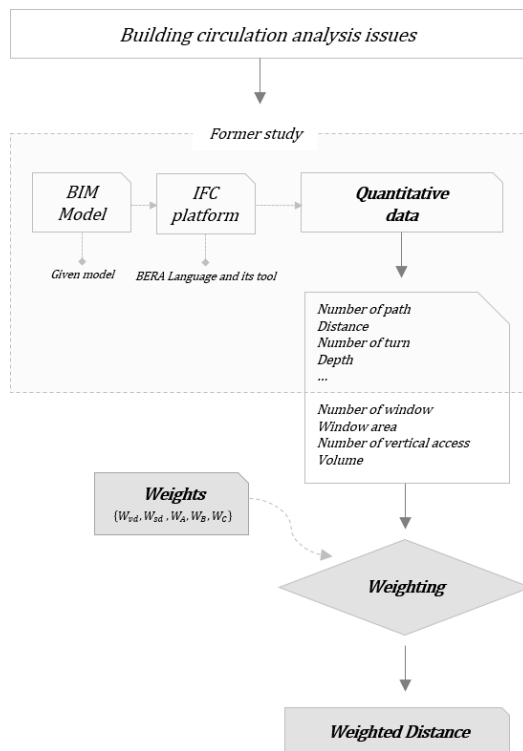 Building circulation analysis issues
Former study
BIM
Model
IFC
platform
Quantitative
data
Given model
BERA Language and its tool
Number of path
Distance
Number of turn
Depth
...
Number of window
Window area
Number of vertical access
Volume
Weights
{W_vd, W_sd, W_A, W_B, W_C}
Weighting
Weighted Distance